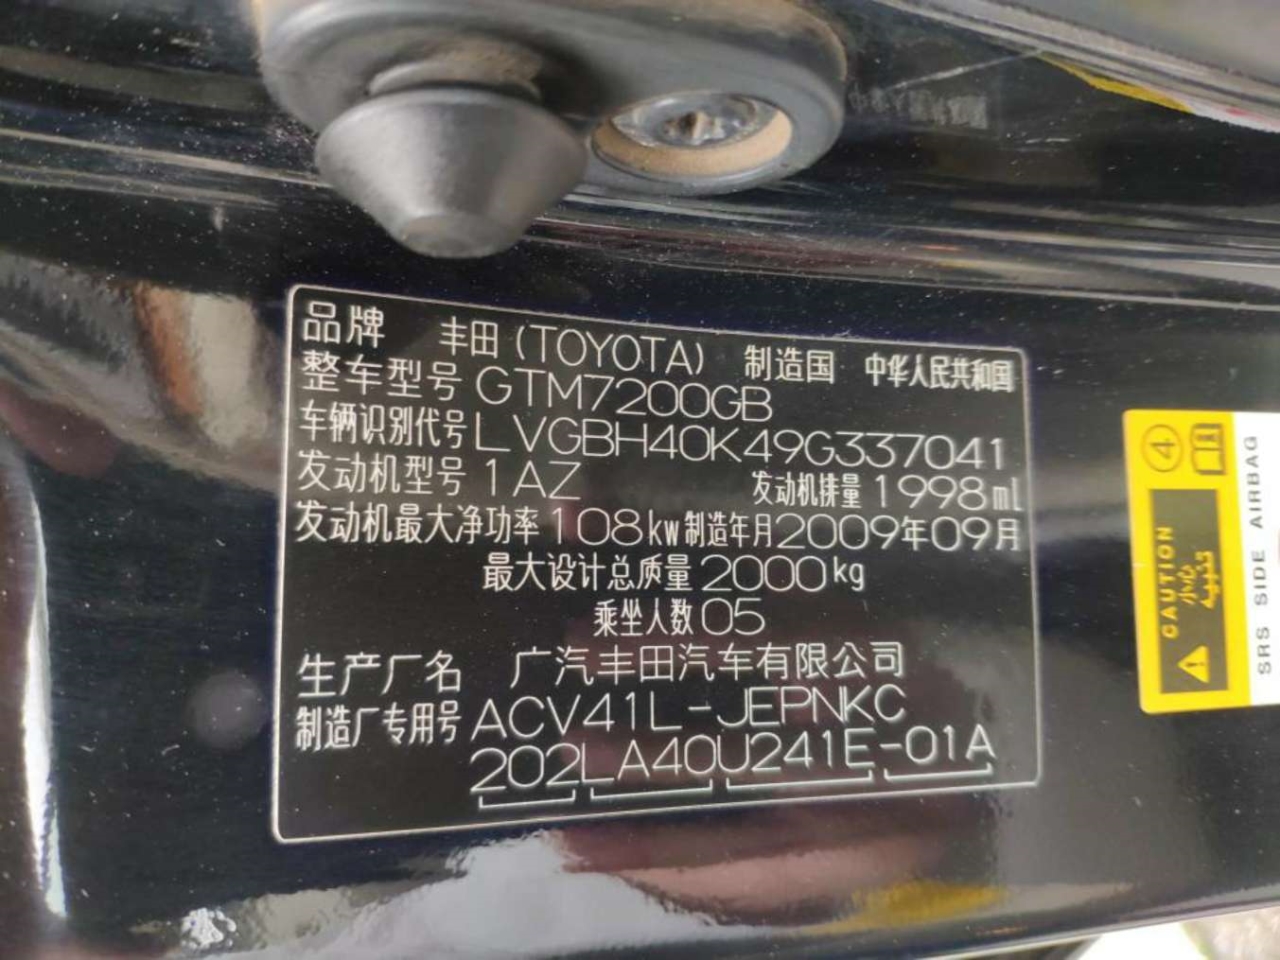 品牌 丰田(TOYOTA) 制造国 中华人民共和国
整车型号 GTM7200GB
车辆识别代号 LVGBH40K49G337041
发动机型号 1AZ 发动机排量 1998ml
发动机最大净功率 108kw 制造年月 2009年09月
最大设计总质量 2000kg
乘坐人数 05
生产厂名 广汽丰田汽车有限公司
制造厂专用号 ACV41L-JEPNKC
202LA40U241E-01A
4
CAUTION
SRS SIDE AIRBAG